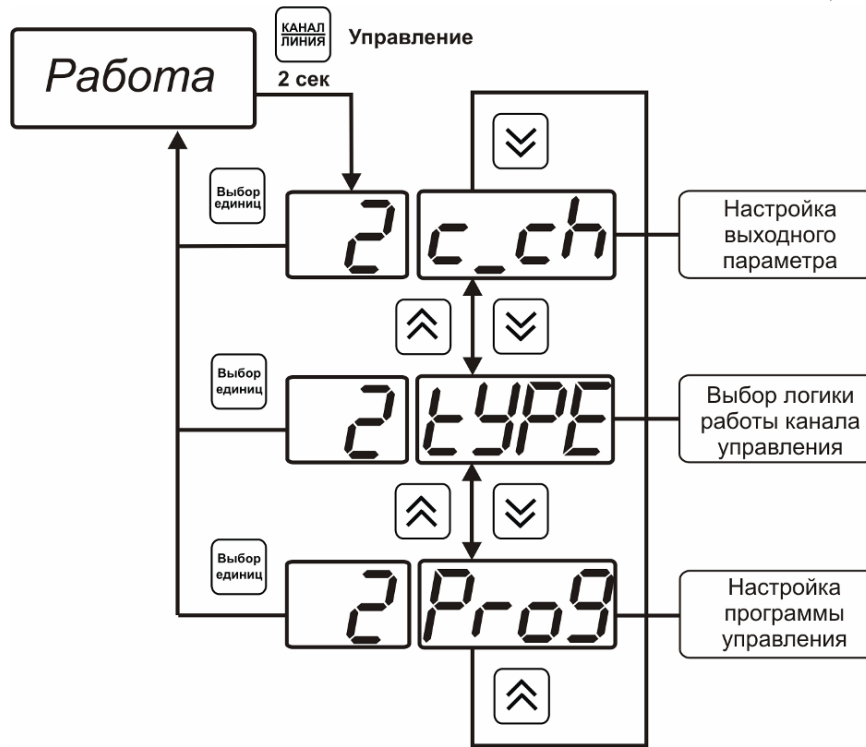 КАНАЛ
ЛИНИЯ
Управление
Работа
2 сек
Выбор
единиц
2 c_ch
Настройка
выходного
параметра
Выбор
единиц
2 tYPE
Выбор логики
работы канала
управления
Выбор
единиц
2 Prog
Настройка
программы
управления